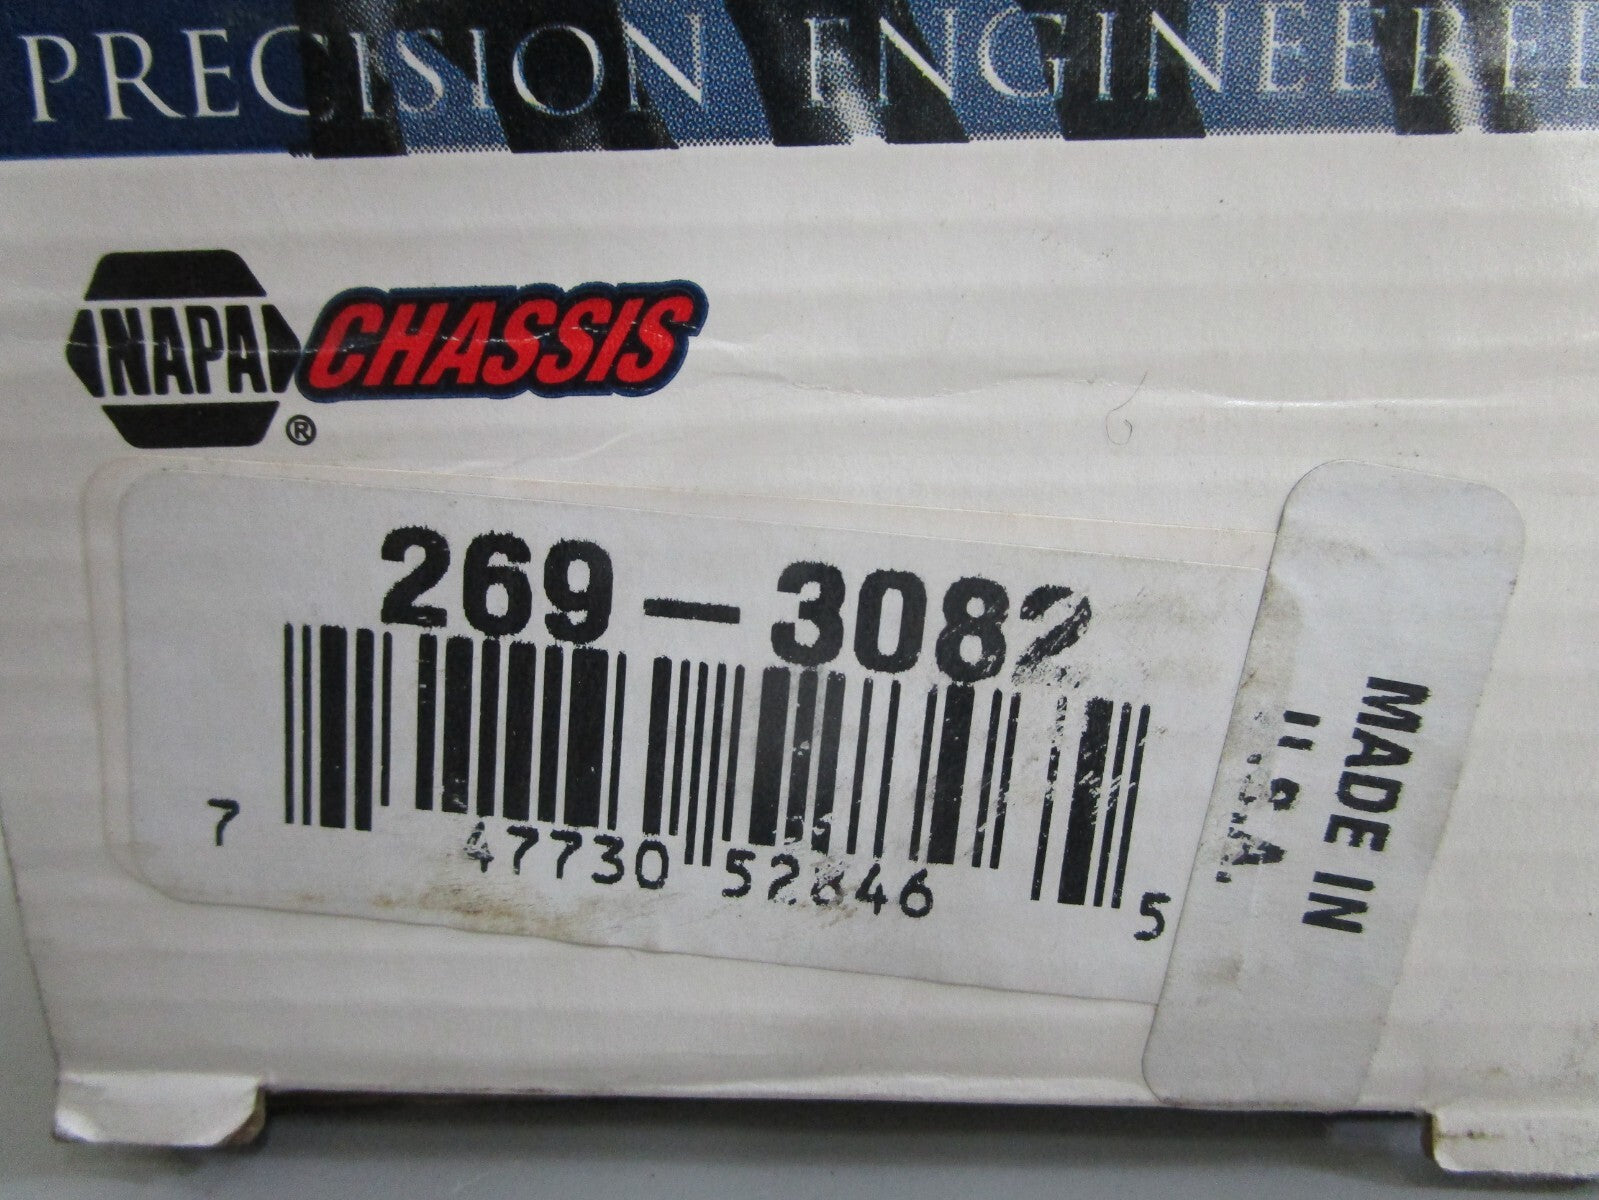 PRECISION ENGINEERED
NAPA CHASSIS
®
269-3082
7 47730 52846 5
MADE IN
U.S.A.